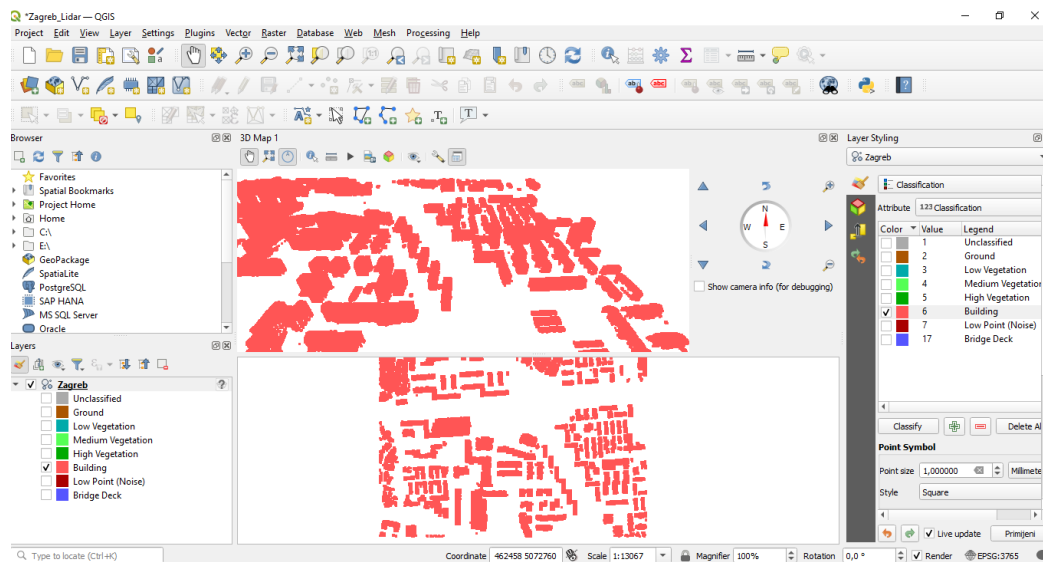 *Zagreb_Lidar — QGIS
Project Edit View Layer Settings Plugins Vector Raster Database Web Mesh Processing Help
Browser
Favorites
Spatial Bookmarks
Project Home
Home
C:\
E:\
GeoPackage
SpatiaLite
PostgreSQL
SAP HANA
MS SQL Server
Oracle
Layers
Zagreb
Unclassified
Ground
Low Vegetation
Medium Vegetation
High Vegetation
Building
Low Point (Noise)
Bridge Deck
3D Map 1
N
W E
S
Show camera info (for debugging)
Layer Styling
Zagreb
Classification
Attribute 123 Classification
Color Value Legend
1 Unclassified
2 Ground
3 Low Vegetation
4 Medium Vegetation
5 High Vegetation
6 Building
7 Low Point (Noise)
17 Bridge Deck
Classify Delete Al
Point Symbol
Point size 1,000000 Millimete
Style Square
Live update Primijeni
Type to locate (Ctrl+K) Coordinate 462458 5072760 Scale 1:13067 Magnifier 100% Rotation 0,0 ° Render EPSG:3765